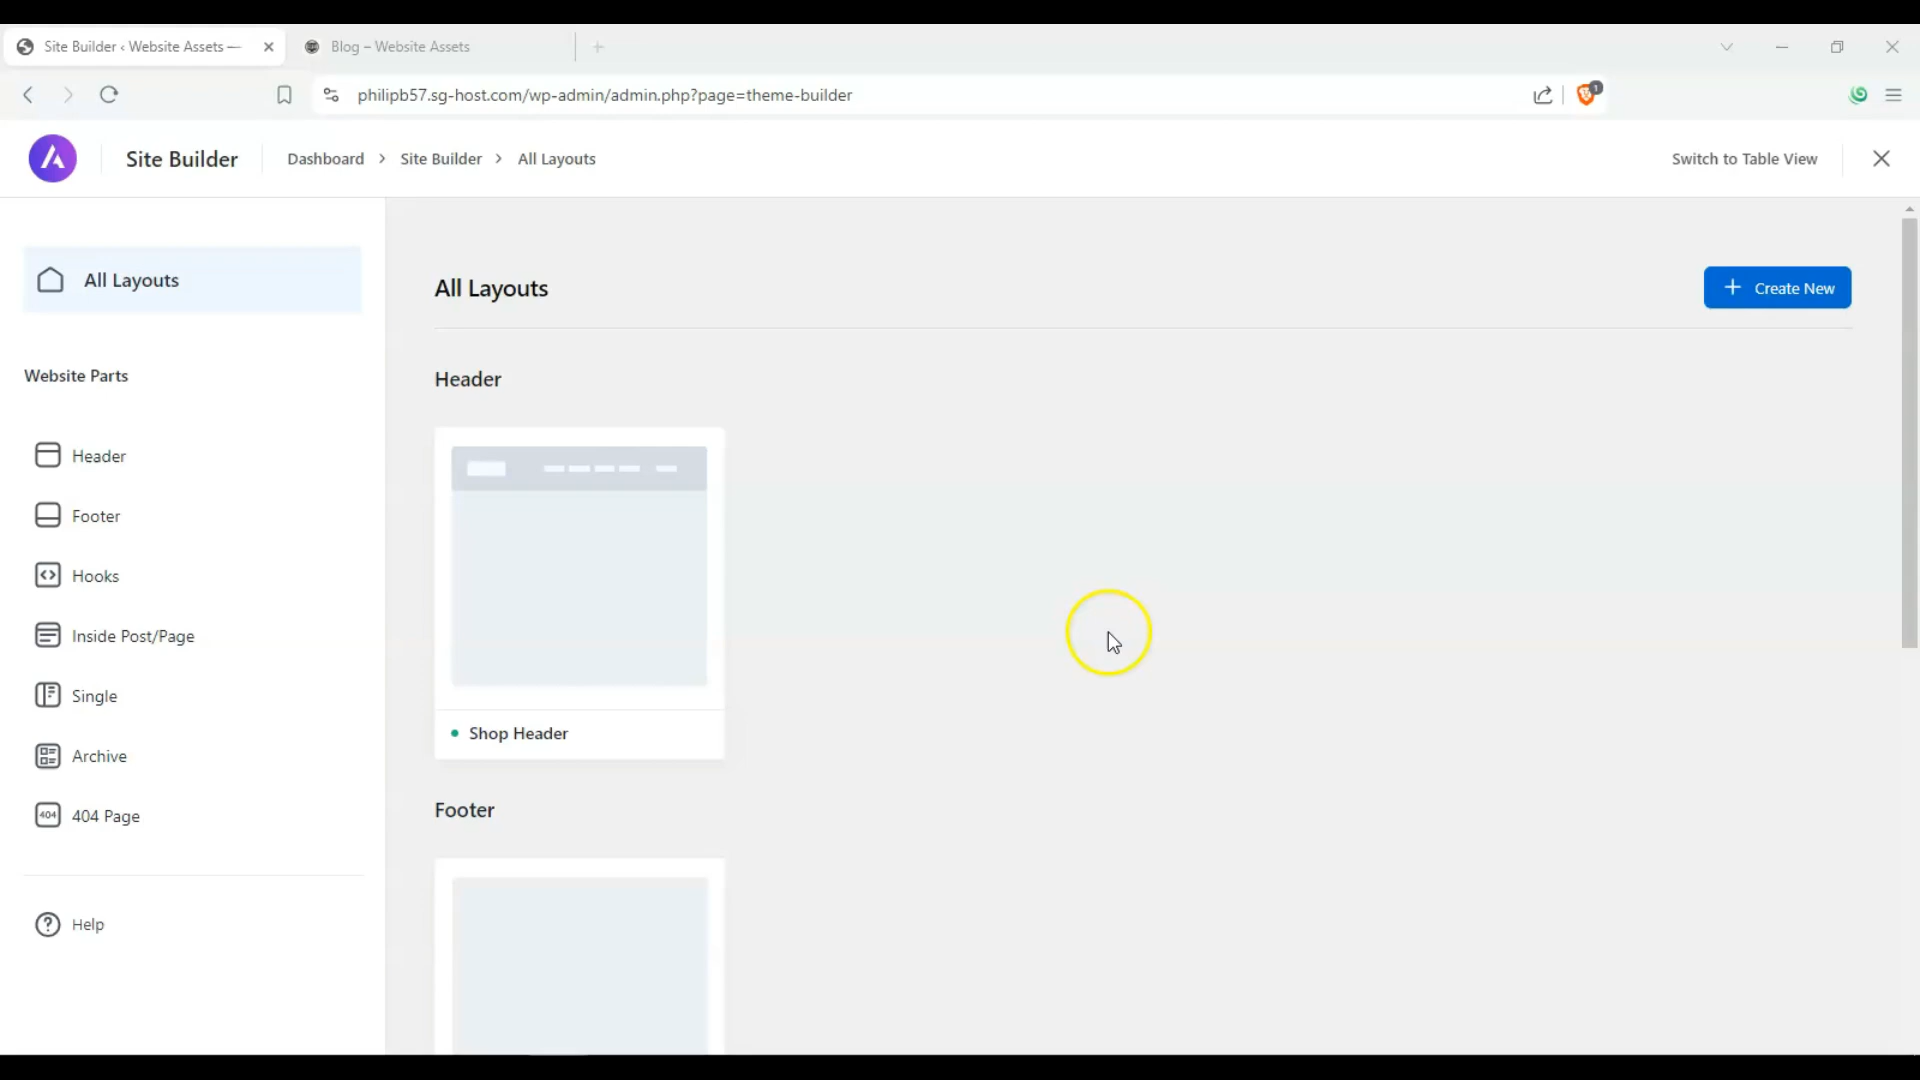 Site Builder ‹ Website Assets —
Blog – Website Assets
philipb57.sg-host.com/wp-admin/admin.php?page=theme-builder
1
Site Builder
Dashboard > Site Builder > All Layouts
Switch to Table View
All Layouts
Website Parts
Header
Footer
Hooks
Inside Post/Page
Single
Archive
404 404 Page
Help
All Layouts
Create New
Header
Shop Header
Footer